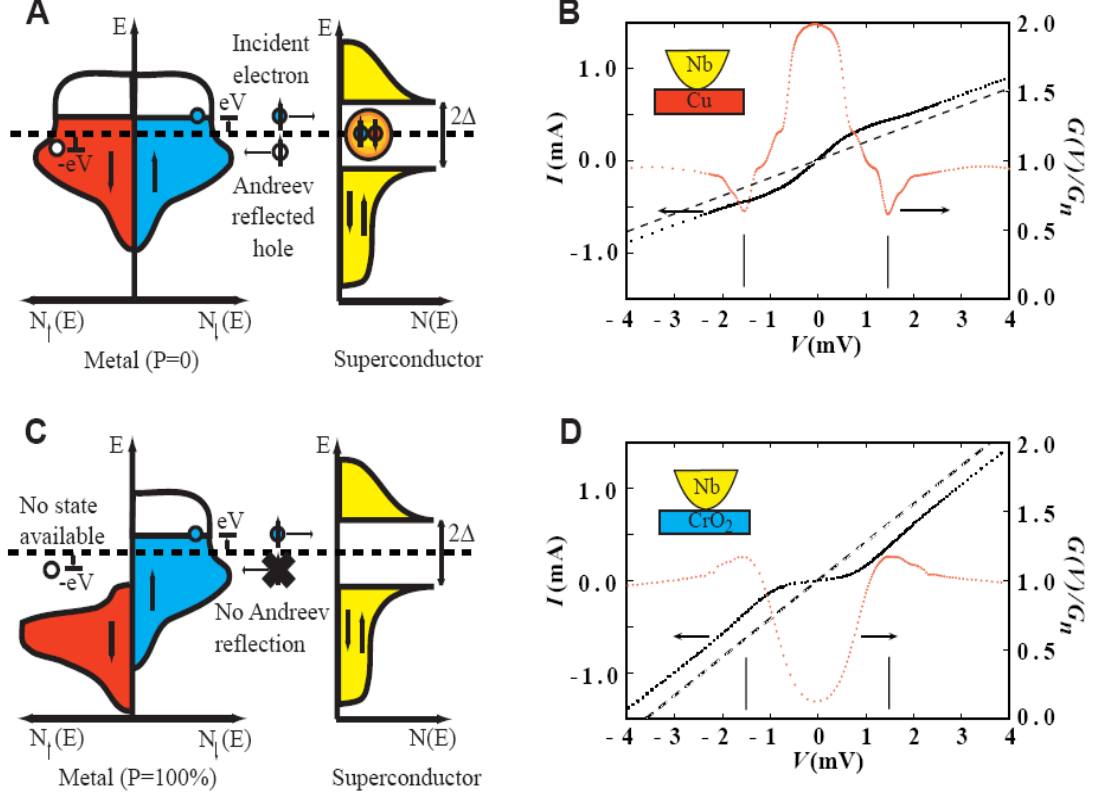 A
E
Incident
electron
eV
-eV
Andreev
reflected
hole
N↑(E)
N↓(E)
Metal (P=0)
E
2Δ
N(E)
Superconductor
B
Nb
Cu
I (mA)
1.0
0.0
- 1.0
- 4
- 3
- 2
- 1
0
1
2
3
4
V (mV)
2.0
1.5
1.0
0.5
0.0
G(V)/Gn
C
E
No state
available
-eV
eV
No Andreev
reflection
N↑(E)
N↓(E)
Metal (P=100%)
E
2Δ
N(E)
Superconductor
D
Nb
CrO2
I (mA)
1.0
0.0
-1.0
- 4
- 3
- 2
- 1
0
1
2
3
4
V (mV)
2.0
1.5
1.0
0.5
0.0
G(V)/Gn